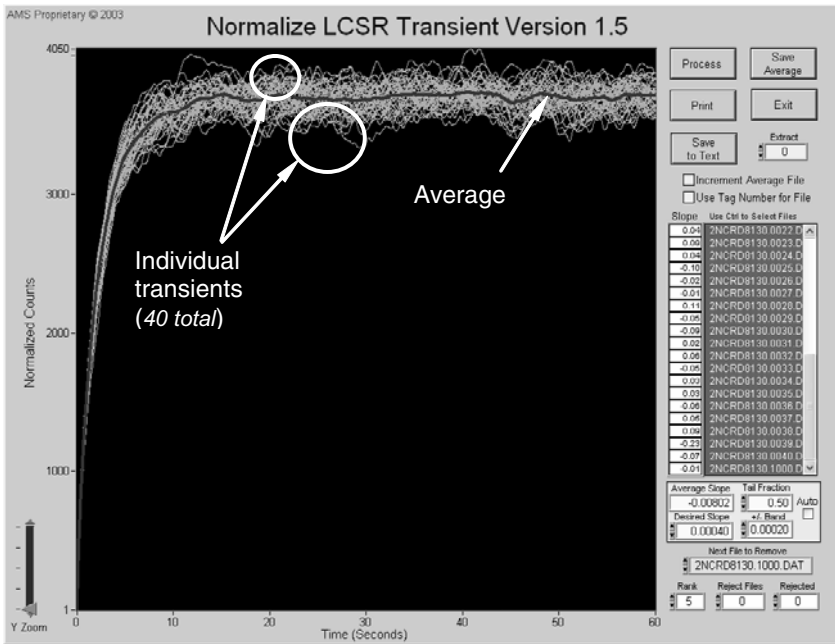 AMS Proprietary © 2003
Normalize LCSR Transient Version 1.5
Normalized Counts
4050
3000
2000
1000
1
0
10
20
30
40
50
60
Time (Seconds)
Y Zoom
Individual
transients
(40 total)
Average
Process
Save
Average
Print
Exit
Save
to Text
Extract
0
Increment Average File
Use Tag Number for File
Slope Use Ctrl to Select Files
0.04 2NCRD8130.0022.D
0.09 2NCRD8130.0023.D
0.04 2NCRD8130.0024.D
-0.10 2NCRD8130.0025.D
-0.02 2NCRD8130.0026.D
-0.01 2NCRD8130.0027.D
0.11 2NCRD8130.0028.D
-0.05 2NCRD8130.0029.D
-0.09 2NCRD8130.0030.D
0.02 2NCRD8130.0031.D
0.06 2NCRD8130.0032.D
-0.05 2NCRD8130.0033.D
0.03 2NCRD8130.0034.D
0.03 2NCRD8130.0035.D
-0.06 2NCRD8130.0036.D
0.06 2NCRD8130.0037.D
0.09 2NCRD8130.0038.D
-0.23 2NCRD8130.0039.D
-0.07 2NCRD8130.0040.D
-0.01 2NCRD8130.1000.D
Average Slope Tail Fraction
-0.00802 0.50 Auto
Desired Slope +/- Band
0.00040 0.00020
Next File to Remove
2NCRD8130.1000.DAT
Rank Reject Files Rejected
5 0 0